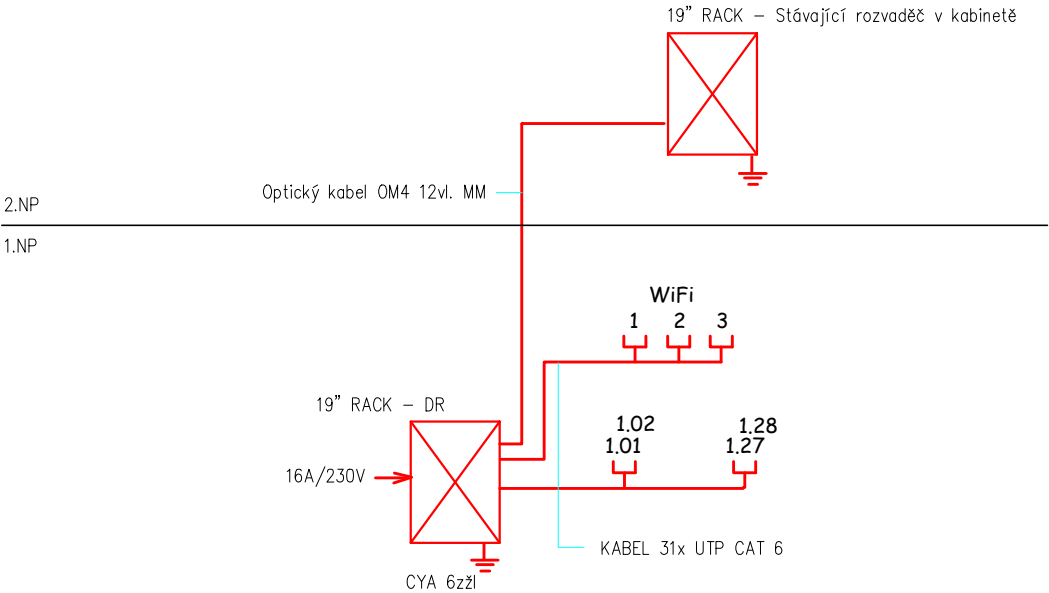 19" RACK – Stávající rozvaděč v kabinetě
Optický kabel OM4 12vl. MM
2.NP
1.NP
WiFi
1 2 3
19" RACK – DR
1.02 1.28
1.01 1.27
16A/230V
KABEL 31x UTP CAT 6
CYA 6zžl